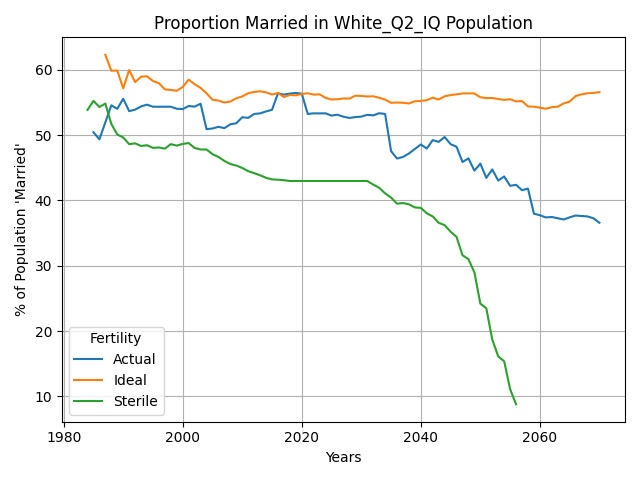 Proportion Married in White_Q2_IQ Population
% of Population 'Married'
60
50
40
30
20
10
Fertility
Actual
Ideal
Sterile
1980
2000
2020
2040
2060
Years